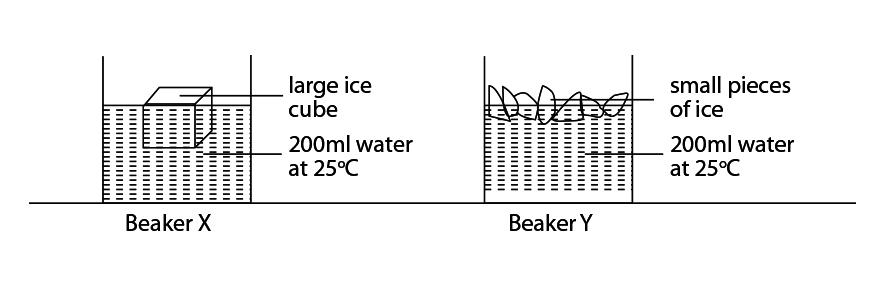 large ice
cube
200ml water
at 25ºC
Beaker X
small pieces
of ice
200ml water
at 25ºC
Beaker Y